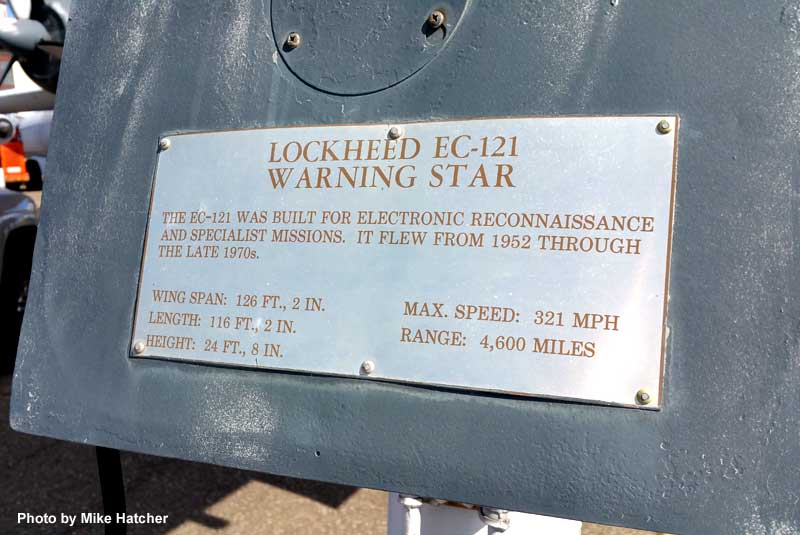 LOCKHEED EC-121
WARNING STAR
THE EC-121 WAS BUILT FOR ELECTRONIC RECONNAISSANCE
AND SPECIALIST MISSIONS. IT FLEW FROM 1952 THROUGH
THE LATE 1970s.
WING SPAN: 126 FT., 2 IN.
LENGTH: 116 FT., 2 IN.
HEIGHT: 24 FT., 8 IN.
MAX. SPEED: 321 MPH
RANGE: 4,600 MILES
Photo by Mike Hatcher